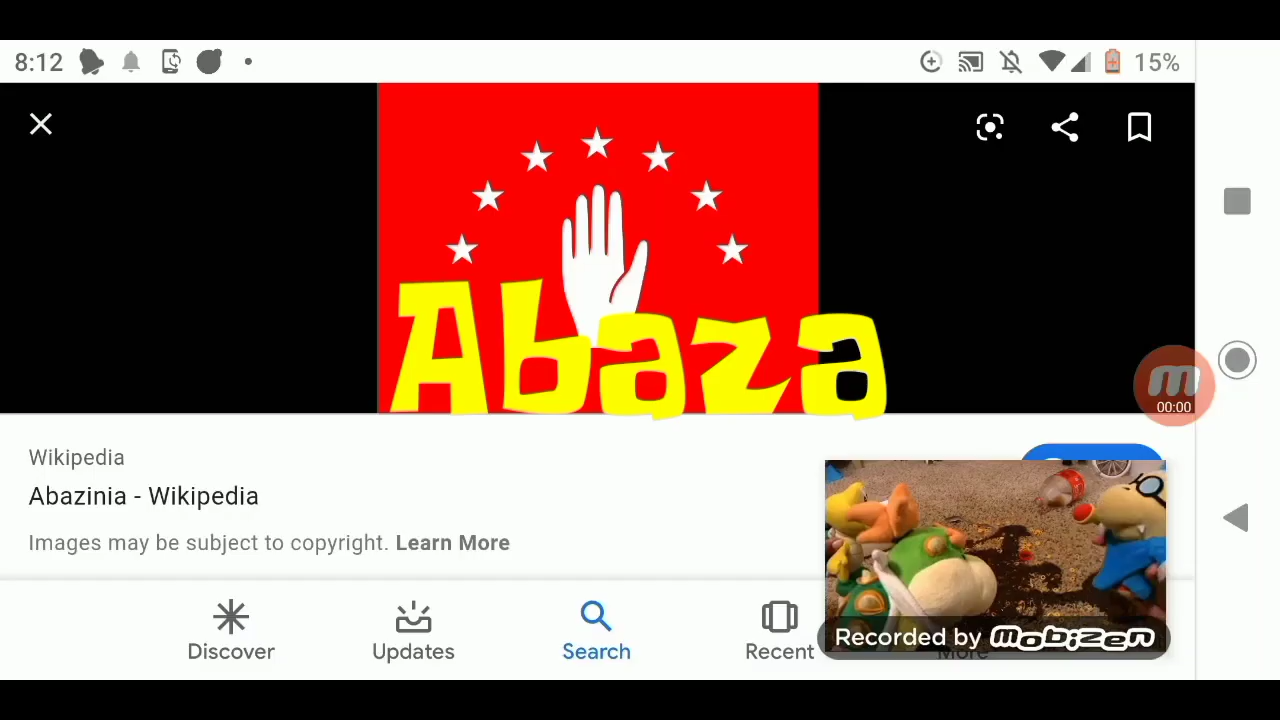 8:12
15%
Abaza
00:00
Wikipedia
Abazinia - Wikipedia
Images may be subject to copyright. Learn More
Recorded by mobizen
Discover
Updates
Search
Recent
More